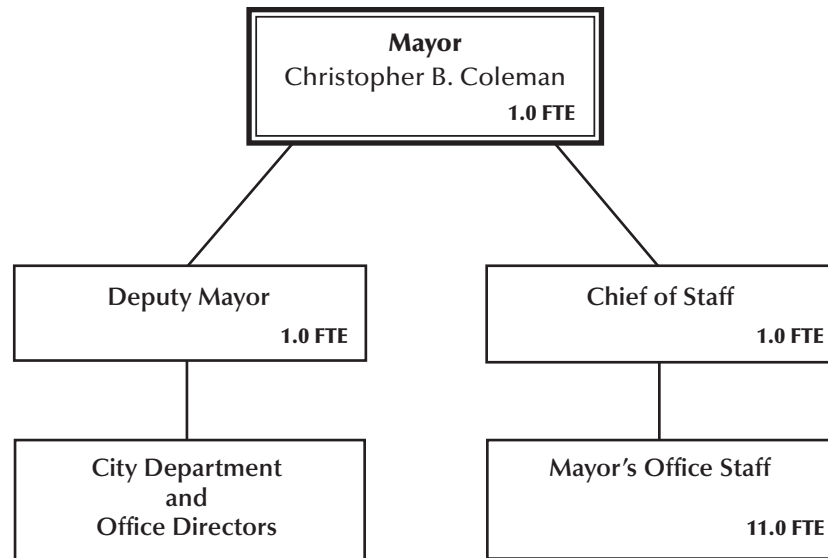 Mayor
Christopher B. Coleman
1.0 FTE
Deputy Mayor
1.0 FTE
Chief of Staff
1.0 FTE
City Department
and
Office Directors
Mayor’s Office Staff
11.0 FTE